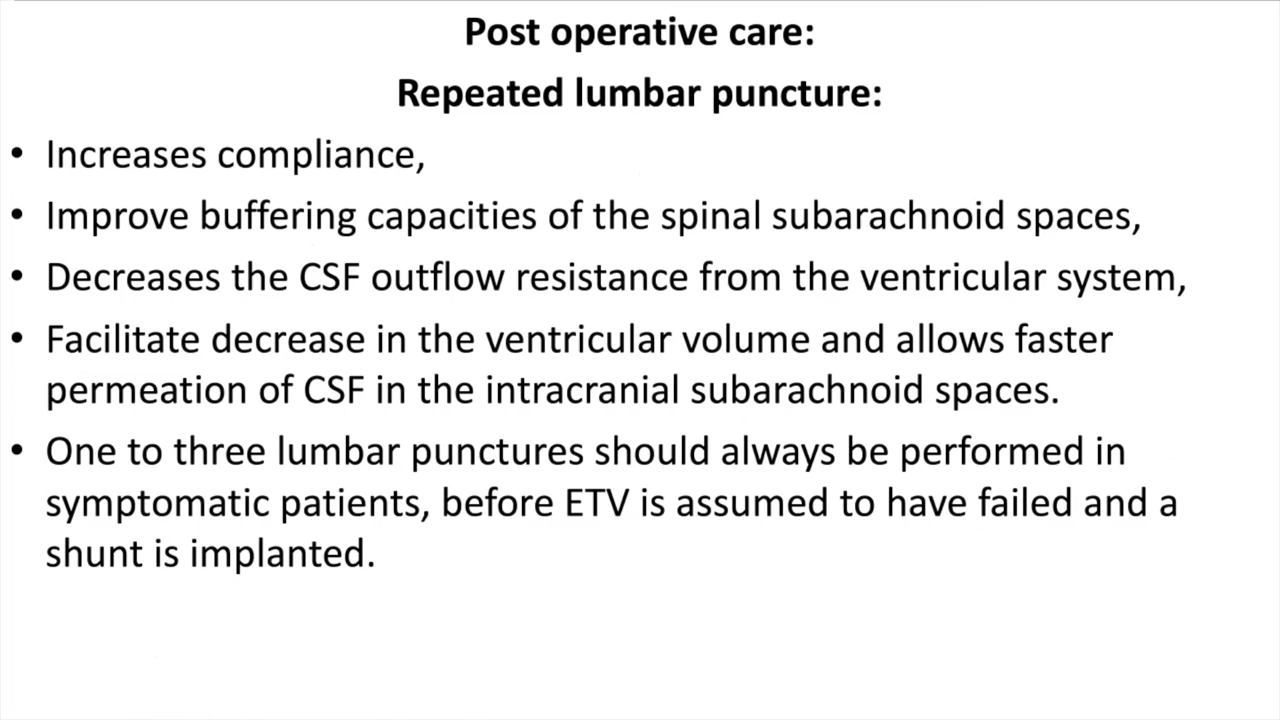 Post operative care:
Repeated lumbar puncture:
• Increases compliance,
• Improve buffering capacities of the spinal subarachnoid spaces,
• Decreases the CSF outflow resistance from the ventricular system,
• Facilitate decrease in the ventricular volume and allows faster
permeation of CSF in the intracranial subarachnoid spaces.
• One to three lumbar punctures should always be performed in
symptomatic patients, before ETV is assumed to have failed and a
shunt is implanted.